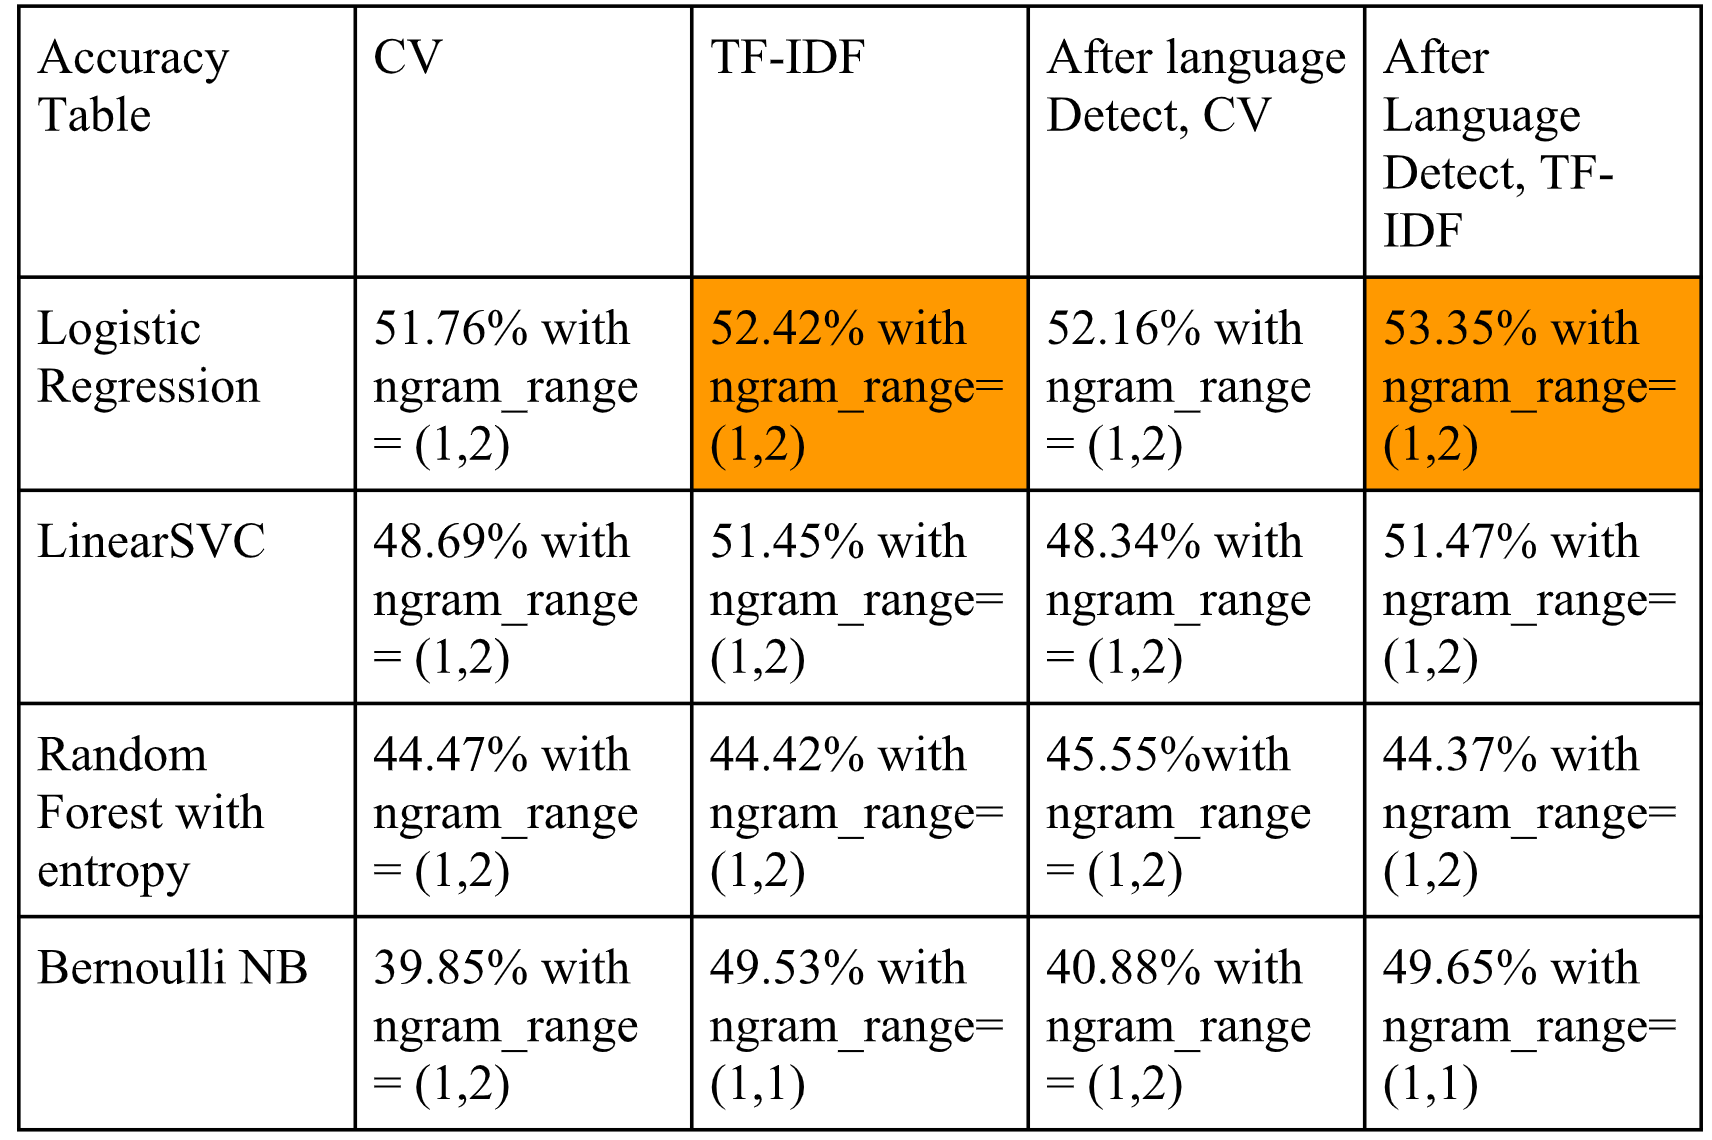 Accuracy
Table
CV
TF-IDF
After language
Detect, CV
After
Language
Detect, TF-
IDF
Logistic
Regression
51.76% with
ngram_range
= (1,2)
52.42% with
ngram_range=
(1,2)
52.16% with
ngram_range
= (1,2)
53.35% with
ngram_range=
(1,2)
LinearSVC
48.69% with
ngram_range
= (1,2)
51.45% with
ngram_range=
(1,2)
48.34% with
ngram_range
= (1,2)
51.47% with
ngram_range=
(1,2)
Random
Forest with
entropy
44.47% with
ngram_range
= (1,2)
44.42% with
ngram_range=
(1,2)
45.55%with
ngram_range
= (1,2)
44.37% with
ngram_range=
(1,2)
Bernoulli NB
39.85% with
ngram_range
= (1,2)
49.53% with
ngram_range=
(1,1)
40.88% with
ngram_range
= (1,2)
49.65% with
ngram_range=
(1,1)